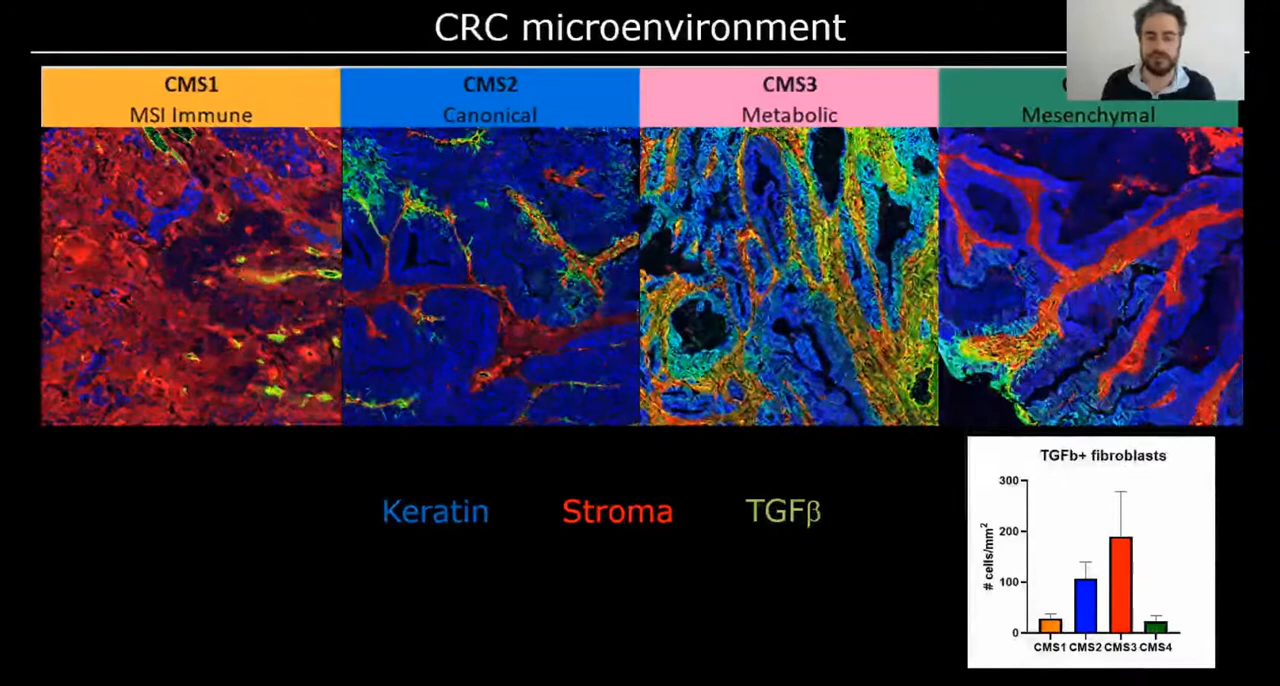 CRC microenvironment
CMS1
MSI Immune
CMS2
Canonical
CMS3
Metabolic
Mesenchymal
Keratin
Stroma
TGFβ
TGFb+ fibroblasts
# cells/mm²
300
200
100
0
CMS1 CMS2 CMS3 CMS4